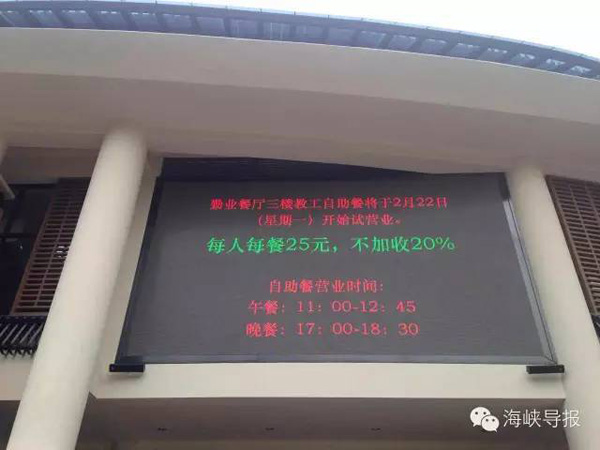 勤业餐厅三楼教工自助餐将于2月22日
(星期一)开始试营业。
每人每餐25元，不加收20%
自助餐营业时间：
午餐：11：00-12：45
晚餐：17：00-18：30
海峡导报